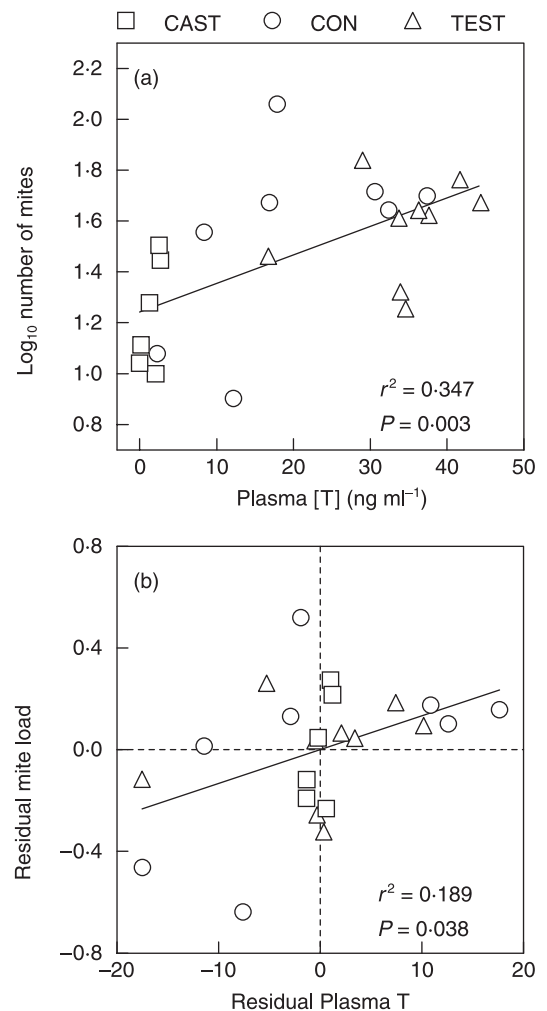 CAST CON TEST
(a)
2·2
2·0
1·8
1·6
1·4
1·2
1·0
0·8
Log₁₀ number of mites
r² = 0·347
P = 0·003
0 10 20 30 40 50
Plasma [T] (ng ml⁻¹)
(b)
0·8
0·4
0·0
−0·4
−0·8
Residual mite load
r² = 0·189
P = 0·038
−20 −10 0 10 20
Residual Plasma T